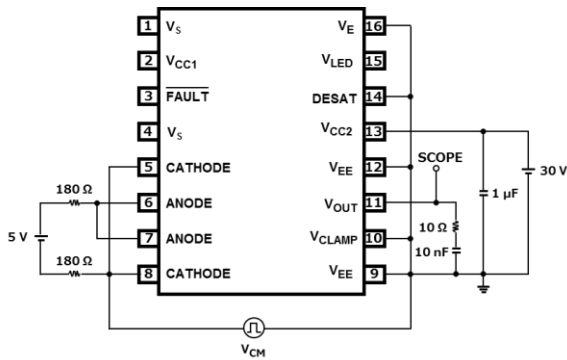 1 VS
2 VCC1
3 FAULT
4 VS
5 CATHODE
6 ANODE
7 ANODE
8 CATHODE
VE 16
VLED 15
DESAT 14
VCC2 13
VEE 12
VOUT 11
VCLAMP 10
VEE 9
180 Ω
5 V
180 Ω
SCOPE
10 Ω
10 nF
1 µF
30 V
VCM